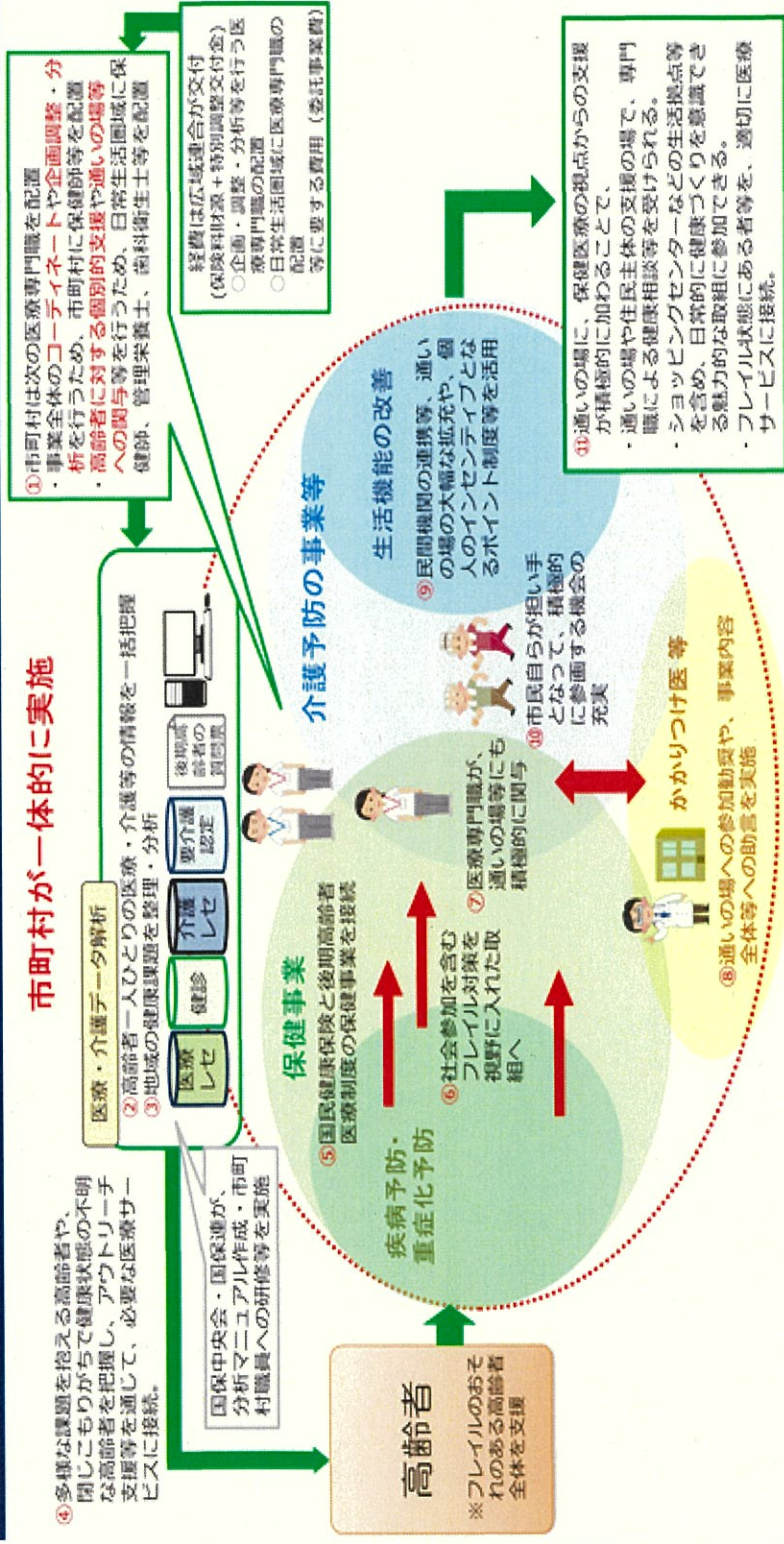 市町村が一体的に実施
④多様な課題を抱える高齢者や、
閉じこもりがちで健康状態の不明
な高齢者を把握し、アウトリーチ
支援等を通じて、必要な医療サー
ビスに接続。
医療・介護データ解析
②高齢者一人ひとりの医療・介護等の情報を一括把握
③地域の健康課題を整理・分析
医療
レセ
健診
介護
レセ
要介護
認定
後期高
齢者の
質問票
国保中央会・国保連が、
分析マニュアル作成・市町
村職員への研修等を実施
①市町村は次の医療専門職を配置
・事業全体のコーディネートや企画調整・分
析を行うため、市町村に保健師等を配置
・高齢者に対する個別的支援や通いの場等
への関与等を行うため、日常生活圏域に保
健師、管理栄養士、歯科衛生士等を配置
経費は広域連合が交付
(保険料財源+特別調整交付金)
○企画・調整・分析等を行う医
療専門職の配置
○日常生活圏域に医療専門職の
配置
等に要する費用(委託事業費)
高齢者
※フレイルのおそ
れのある高齢者
全体を支援
保健事業
⑤国民健康保険と後期高齢者
医療制度の保健事業を接続
疾病予防・
重症化予防
⑥社会参加を含む
フレイル対策を
視野に入れた取
組へ
⑦医療専門職が、
通いの場等にも
積極的に関与
介護予防の事業等
生活機能の改善
⑨民間機関の連携等、通い
の場の大幅な拡充や、個
人のインセンティブとな
るポイント制度等を活用
⑩市民自らが担い手
となって、積極的
に参画する機会の
充実
かかりつけ医 等
⑧通いの場への参加勧奨や、事業内容
全体等への助言を実施
⑪通いの場に、保健医療の視点からの支援
が積極的に加わることで、
・通いの場や住民主体の支援の場で、専門
職による健康相談等を受けられる。
・ショッピングセンターなどの生活拠点等
を含め、日常的に健康づくりを意識でき
る魅力的な取組に参加できる。
・フレイル状態にある者等を、適切に医療
サービスに接続。